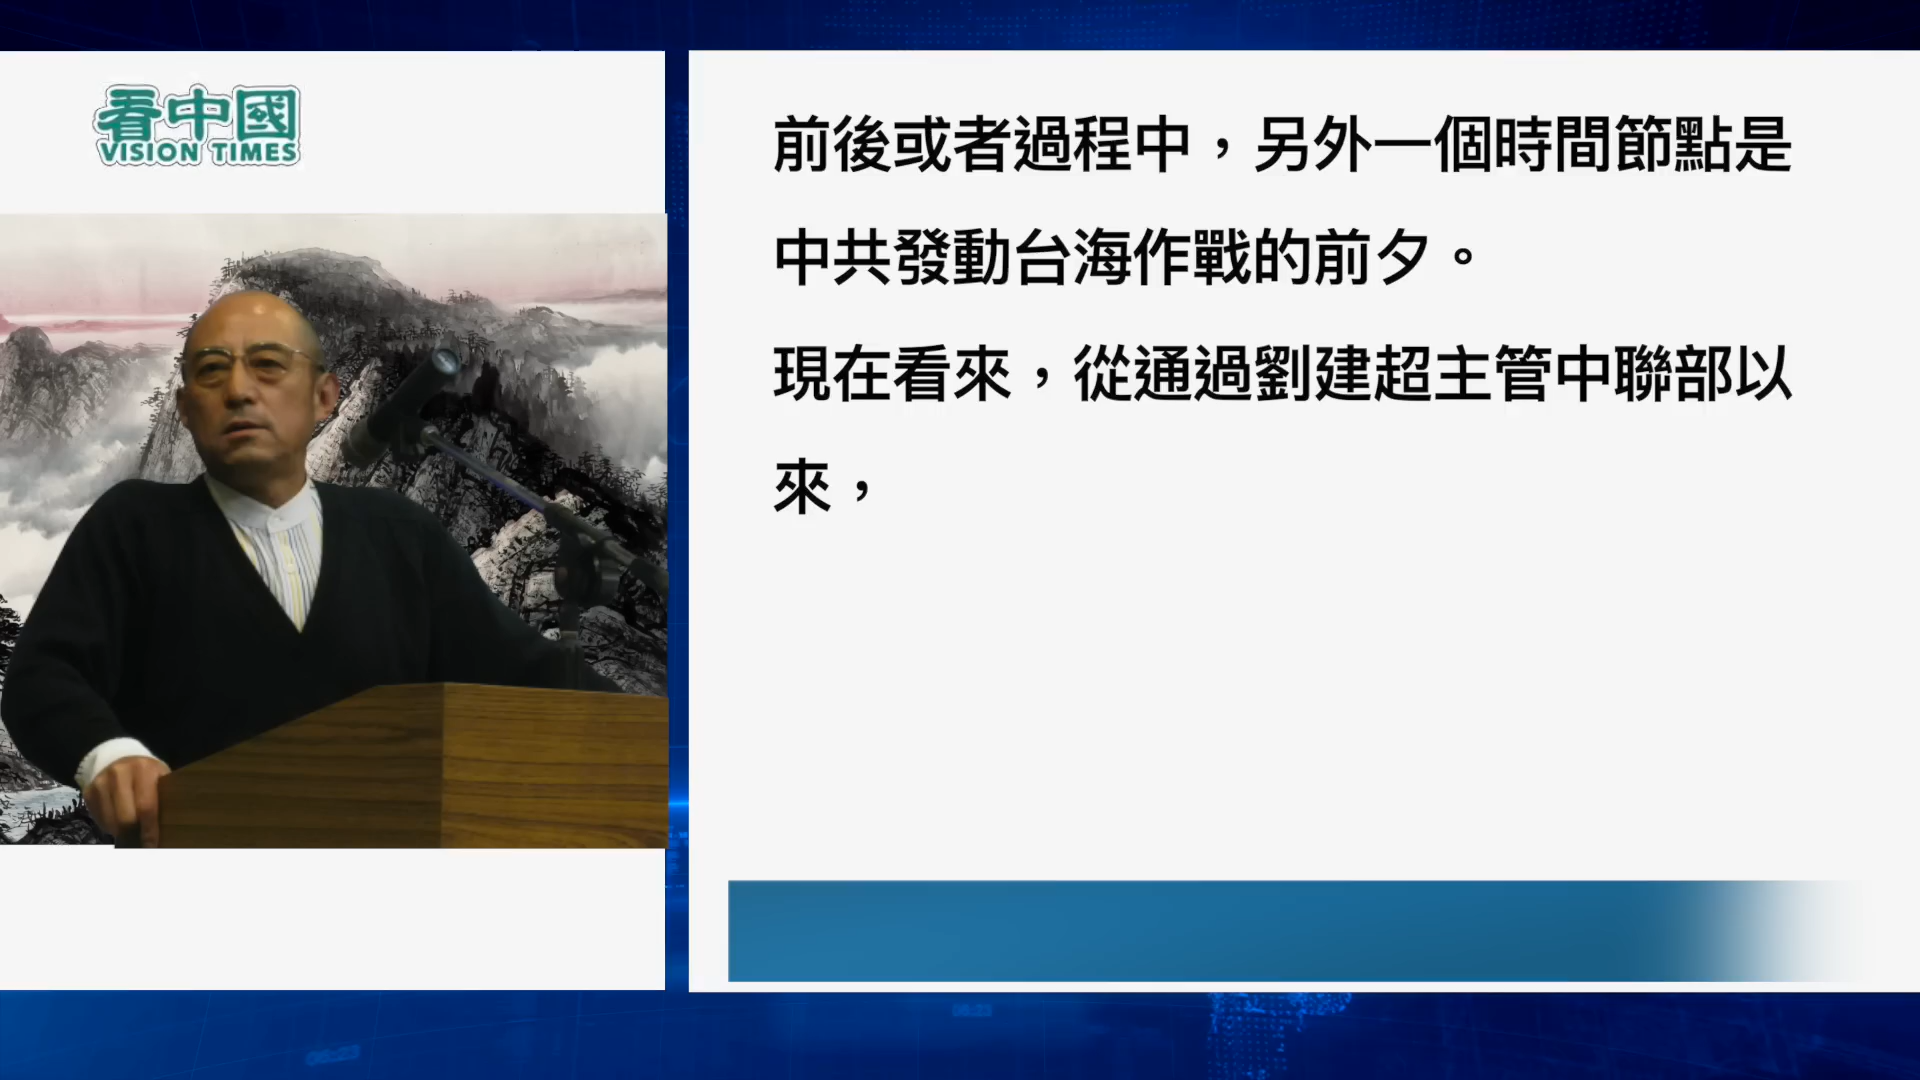 看中國
VISION TIMES
前後或者過程中，另外一個時間節點是
中共發動台海作戰的前夕。
現在看來，從通過劉建超主管中聯部以
來，